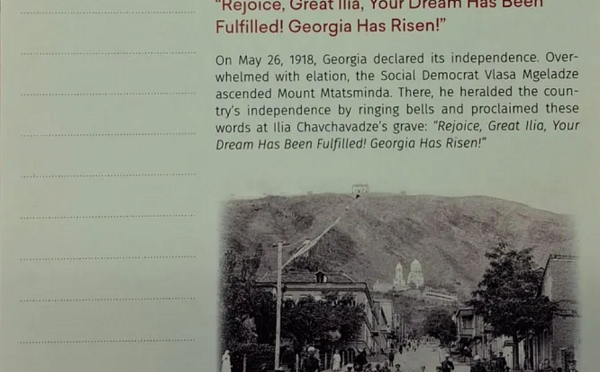 “Rejoice, Great Ilia, Your Dream Has Been
Fulfilled! Georgia Has Risen!”
On May 26, 1918, Georgia declared its independence. Over-
whelmed with elation, the Social Democrat Vlasa Mgeladze
ascended Mount Mtatsminda. There, he heralded the coun-
try’s independence by ringing bells and proclaimed these
words at Ilia Chavchavadze’s grave: “Rejoice, Great Ilia, Your
Dream Has Been Fulfilled! Georgia Has Risen!”